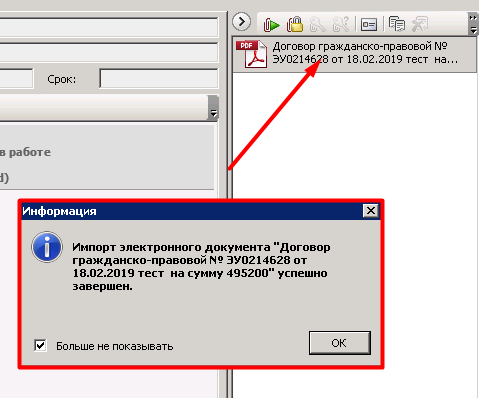 PDF
Договор гражданско-правовой №
ЭУ0214628 от 18.02.2019 тест на...
Срок:
в работе
d)
Информация
Импорт электронного документа "Договор
гражданско-правовой № ЭУ0214628 от
18.02.2019 тест на сумму 495200" успешно
завершен.
Больше не показывать
OK